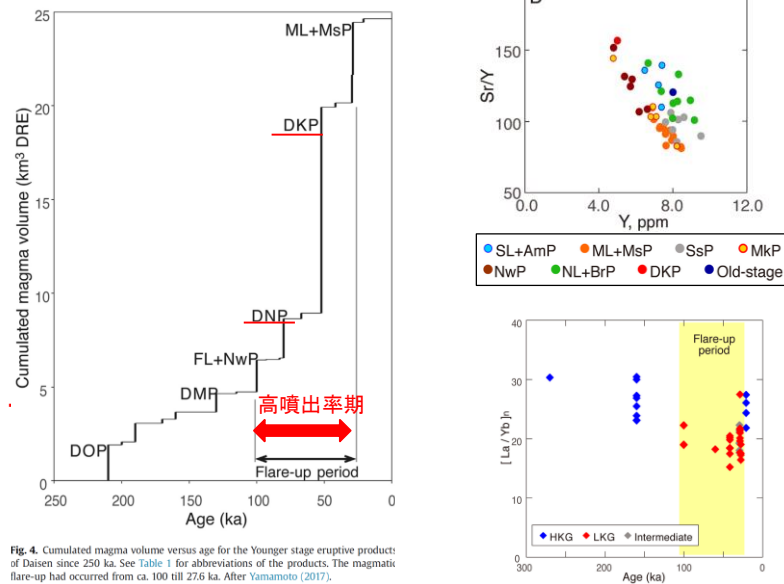 25
20
15
10
5
0
Cumulated magma volume (km³ DRE)
ML+MsP
DKP
DNP
FL+NwP
DMP
DOP
高噴出率期
Flare-up period
250
200
150
100
50
0
Age (ka)
Fig. 4. Cumulated magma volume versus age for the Younger stage eruptive products
of Daisen since 250 ka. See Table 1 for abbreviations of the products. The magmatic
flare-up had occurred from ca. 100 till 27.6 ka. After Yamamoto (2017).
150
100
50
Sr/Y
0.0
4.0
8.0
12.0
Y, ppm
SL+AmP
ML+MsP
SsP
MkP
NwP
NL+BrP
DKP
Old-stage
40
30
20
10
0
[ La / Yb ]n
Flare-up
period
HKG
LKG
Intermediate
300
200
100
0
Age (ka)